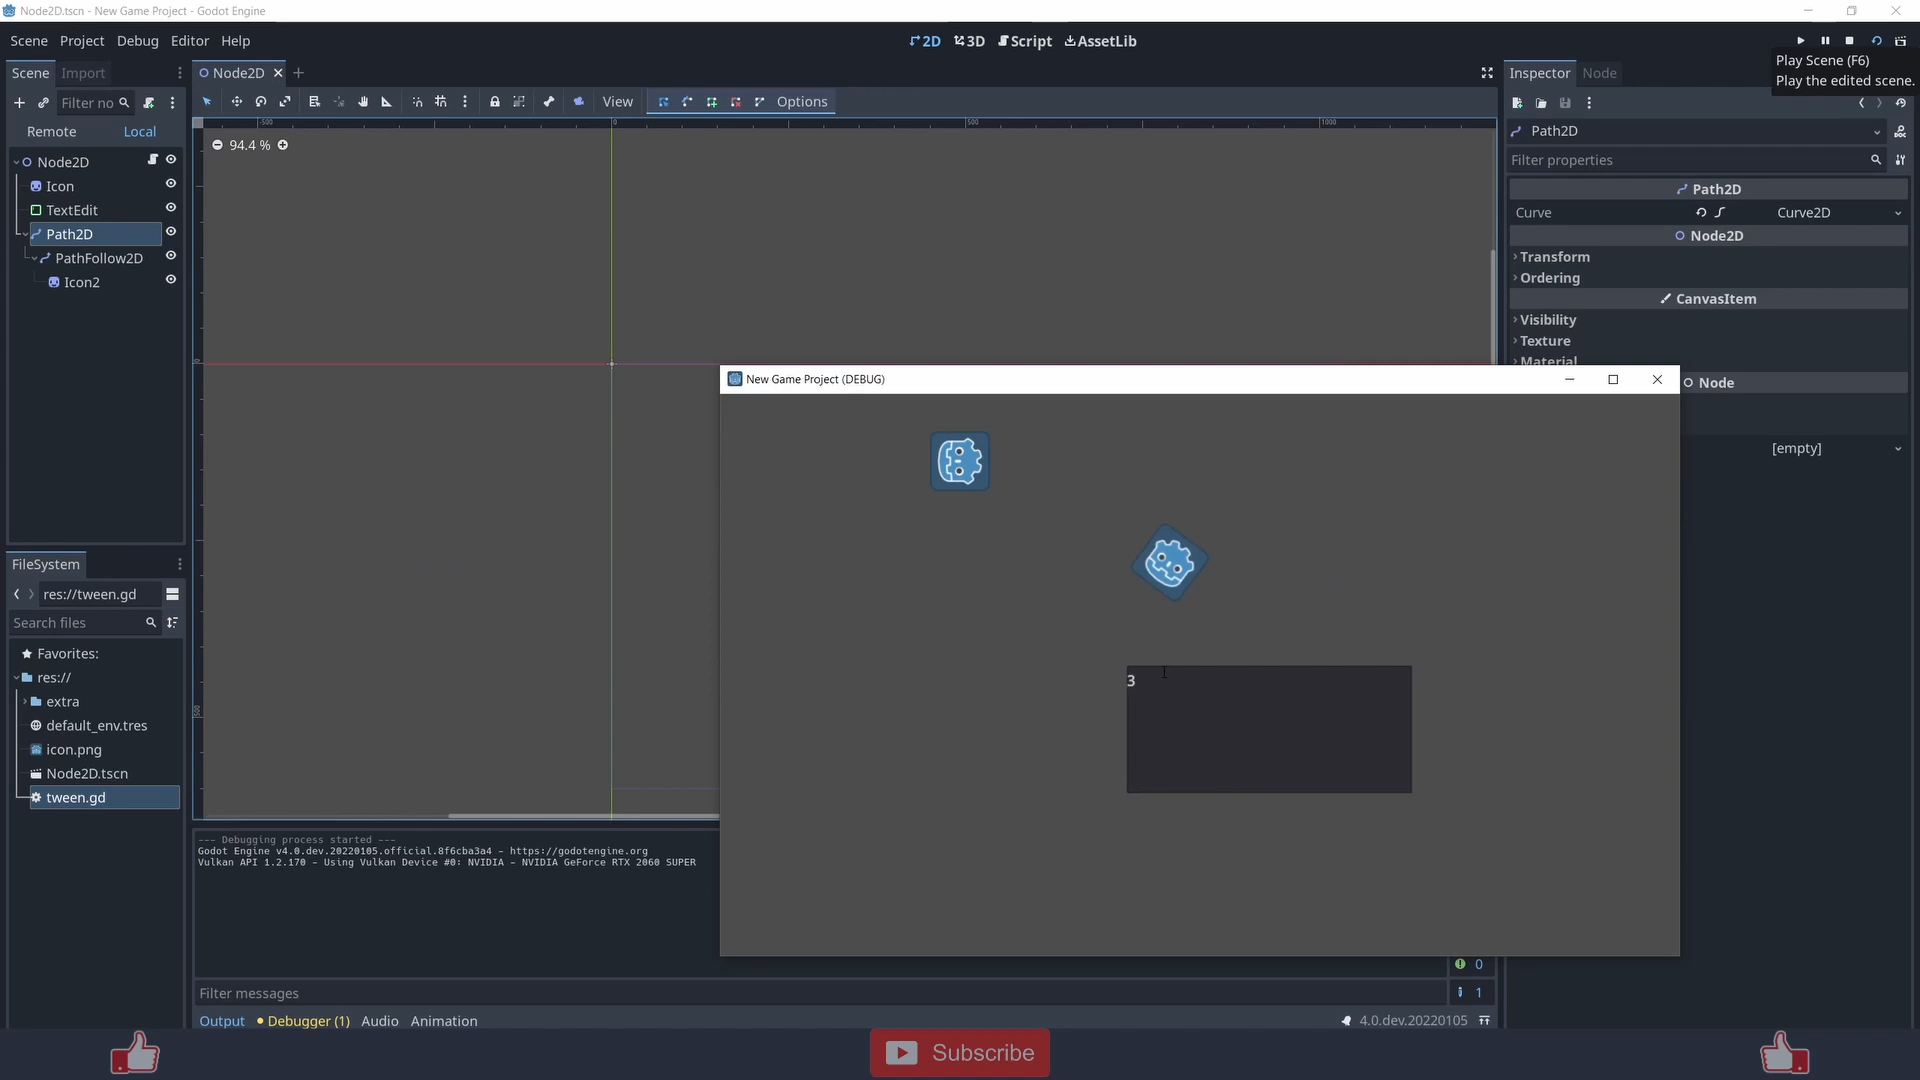 Node2D.tscn - New Game Project - Godot Engine
Scene Project Debug Editor Help
2D 3D Script AssetLib
Play Scene (F6)
Play the edited scene.
Scene Import
Node2D
Inspector Node
Filter no
View Options
Remote Local
94.4 %
-500 0 500 1000
Node2D
Icon
TextEdit
Path2D
PathFollow2D
Icon2
Path2D
Filter properties
Path2D
Curve Curve2D
Node2D
Transform
Ordering
CanvasItem
Visibility
Texture
Material
Node
[empty]
New Game Project (DEBUG)
3
0
500
FileSystem
res://tween.gd
Search files
Favorites:
res://
extra
default_env.tres
icon.png
Node2D.tscn
tween.gd
--- Debugging process started ---
Godot Engine v4.0.dev.20220105.official.8f6cba3a4 - https://godotengine.org
Vulkan API 1.2.170 - Using Vulkan Device #0: NVIDIA - NVIDIA GeForce RTX 2060 SUPER
0
Filter messages
1
Output Debugger (1) Audio Animation
4.0.dev.20220105
Subscribe